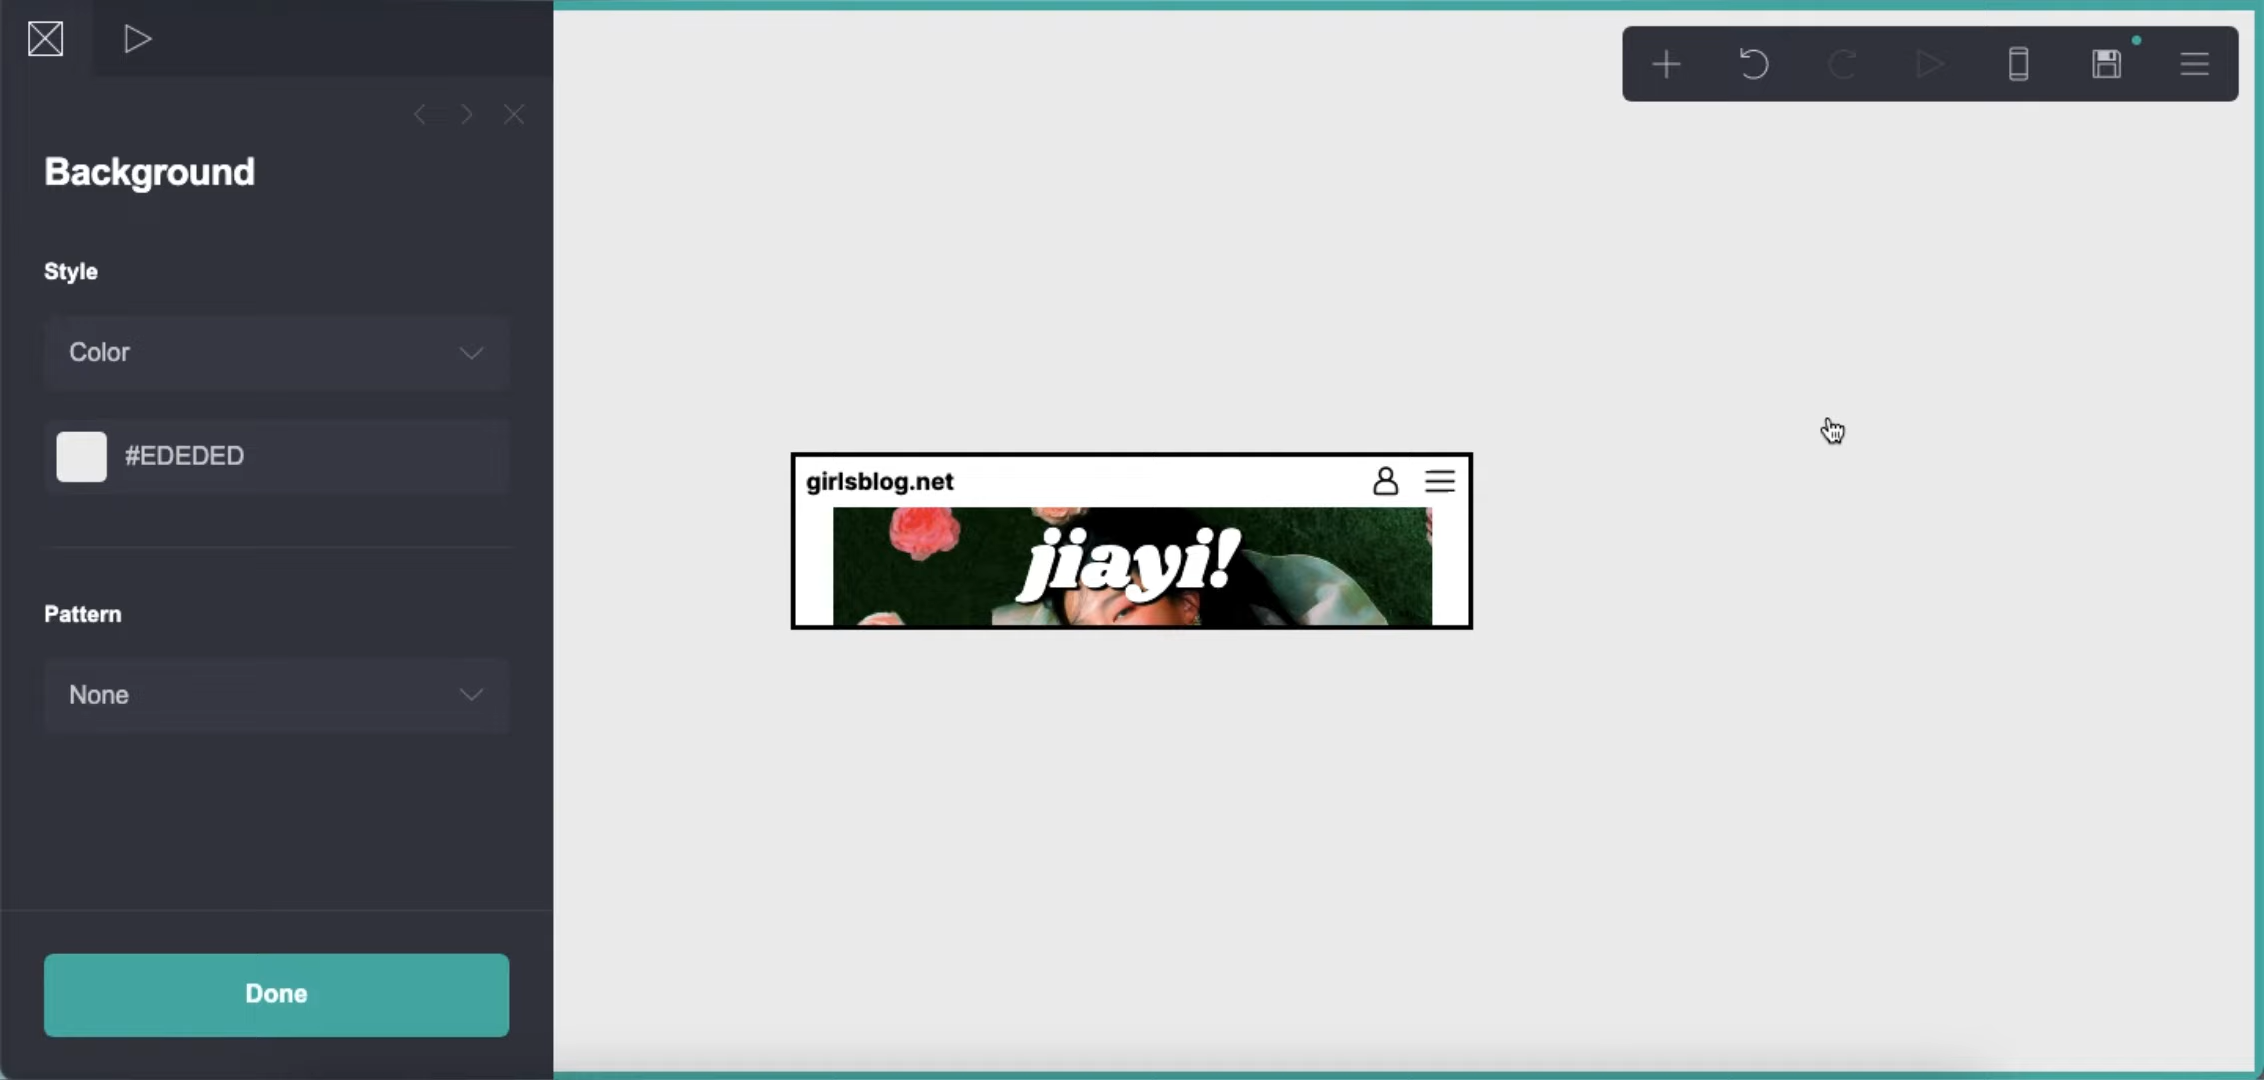 Background
Style
Color
#EDEDED
Pattern
None
Done
girlsblog.net
jiayi!